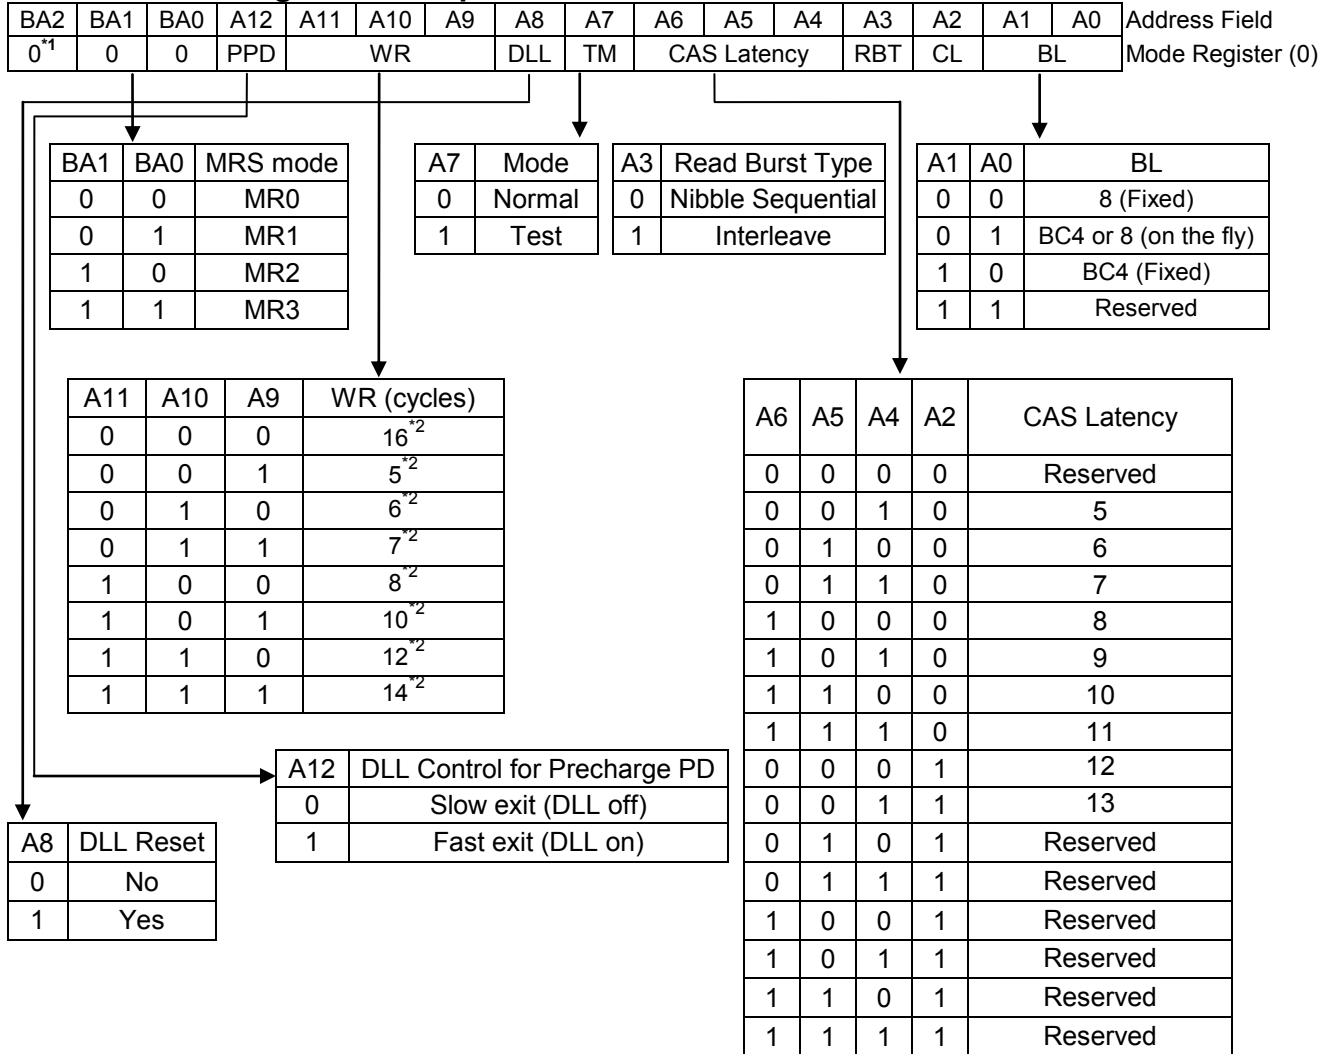 BA2 BA1 BA0 A12 A11 A10 A9 A8 A7 A6 A5 A4 A3 A2 A1 A0 Address Field
0*1 0 0 PPD WR DLL TM CAS Latency RBT CL BL Mode Register (0)
BA1 BA0 MRS mode
0 0 MR0
0 1 MR1
1 0 MR2
1 1 MR3
A7 Mode
0 Normal
1 Test
A3 Read Burst Type
0 Nibble Sequential
1 Interleave
A1 A0 BL
0 0 8 (Fixed)
0 1 BC4 or 8 (on the fly)
1 0 BC4 (Fixed)
1 1 Reserved
A11 A10 A9 WR (cycles)
0 0 0 16*2
0 0 1 5*2
0 1 0 6*2
0 1 1 7*2
1 0 0 8*2
1 0 1 10*2
1 1 0 12*2
1 1 1 14*2
A6 A5 A4 A2 CAS Latency
0 0 0 0 Reserved
0 0 1 0 5
0 1 0 0 6
0 1 1 0 7
1 0 0 0 8
1 0 1 0 9
1 1 0 0 10
1 1 1 0 11
0 0 0 1 12
0 0 1 1 13
0 1 0 1 Reserved
0 1 1 1 Reserved
1 0 0 1 Reserved
1 0 1 1 Reserved
1 1 0 1 Reserved
1 1 1 1 Reserved
A12 DLL Control for Precharge PD
0 Slow exit (DLL off)
1 Fast exit (DLL on)
A8 DLL Reset
0 No
1 Yes